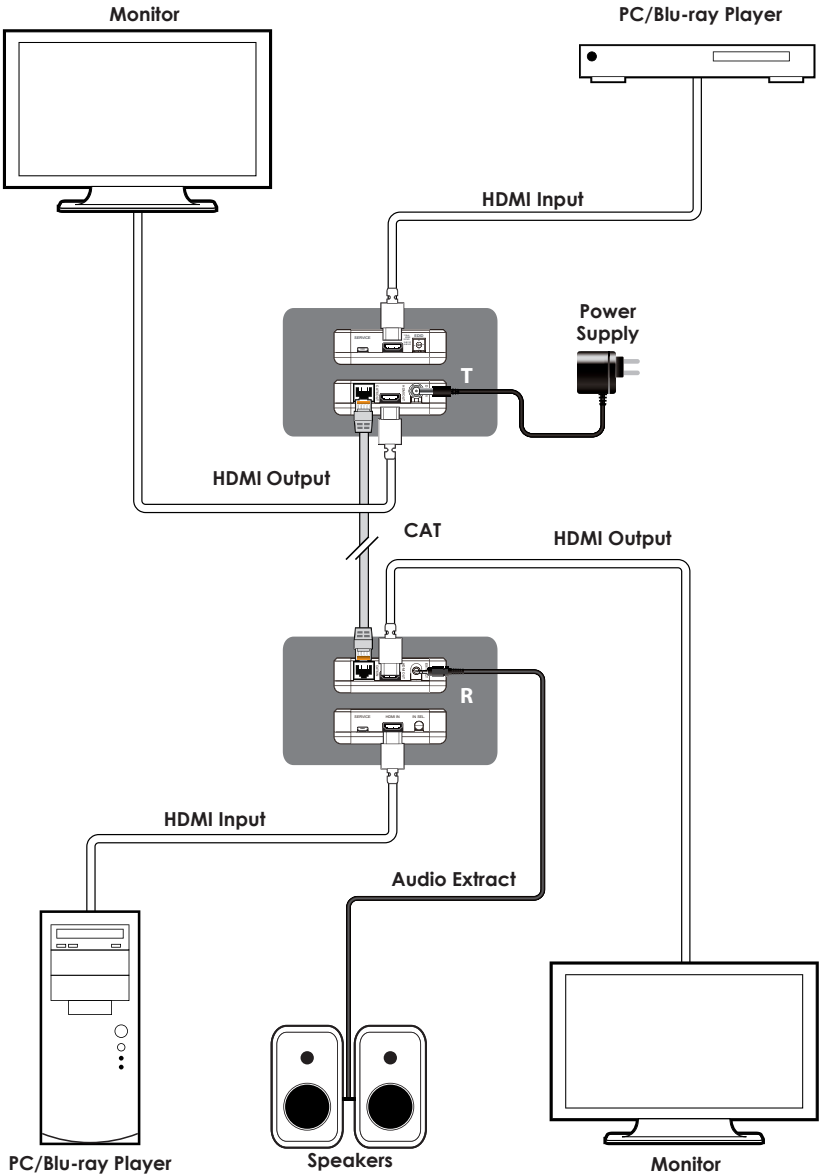 Monitor
PC/Blu-ray Player
HDMI Input
Power
Supply
SERVICE
EDID
T
HDMI Output
CAT
HDMI Output
R
SERVICE
HDMI IN
IN SEL
HDMI Input
Audio Extract
PC/Blu-ray Player
Speakers
Monitor